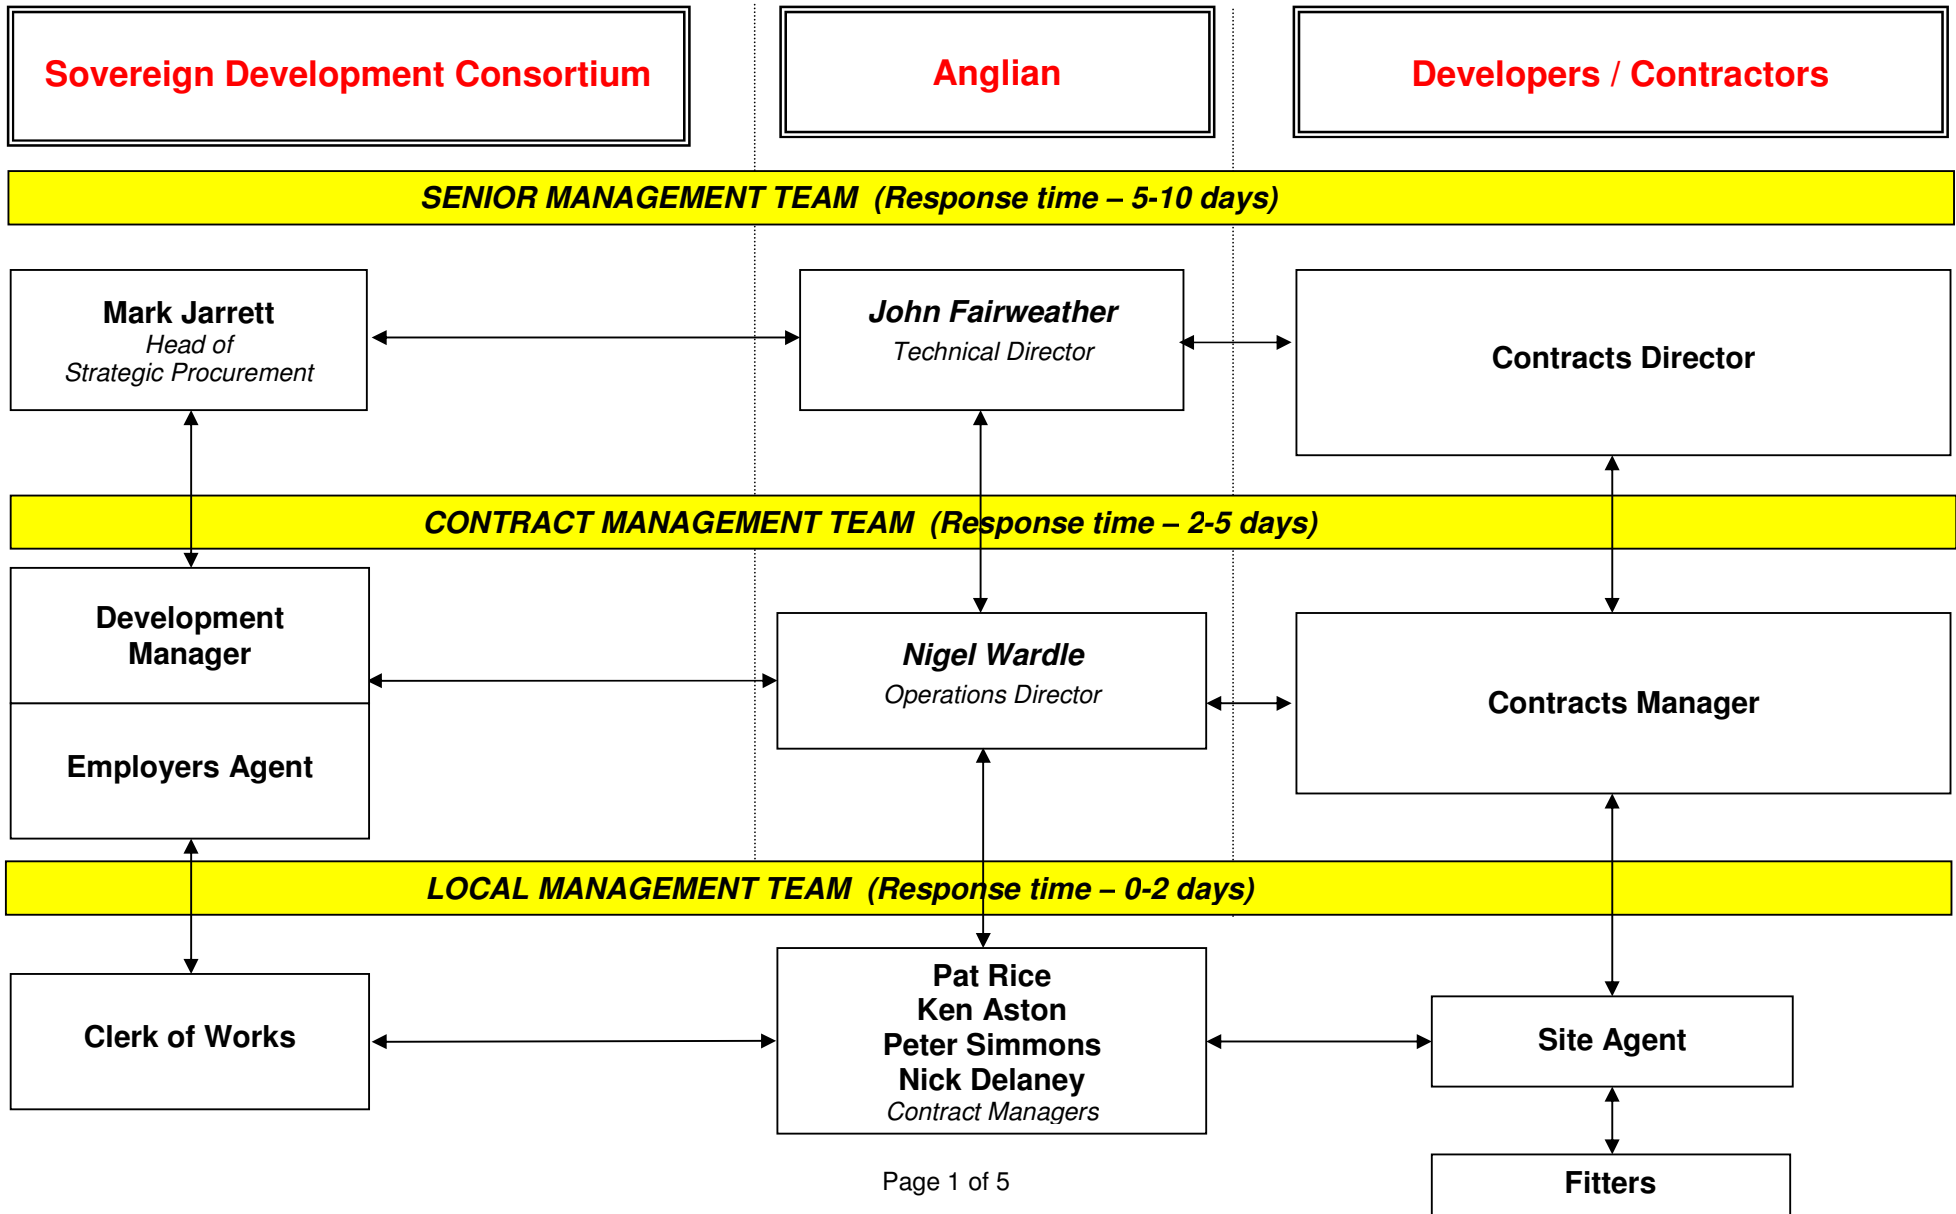 Sovereign Development Consortium
Anglian
Developers / Contractors
SENIOR MANAGEMENT TEAM (Response time – 5-10 days)
Mark Jarrett
Head of
Strategic Procurement
John Fairweather
Technical Director
Contracts Director
CONTRACT MANAGEMENT TEAM (Response time – 2-5 days)
Development
Manager
Employers Agent
Nigel Wardle
Operations Director
Contracts Manager
LOCAL MANAGEMENT TEAM (Response time – 0-2 days)
Clerk of Works
Pat Rice
Ken Aston
Peter Simmons
Nick Delaney
Contract Managers
Site Agent
Fitters
Page 1 of 5